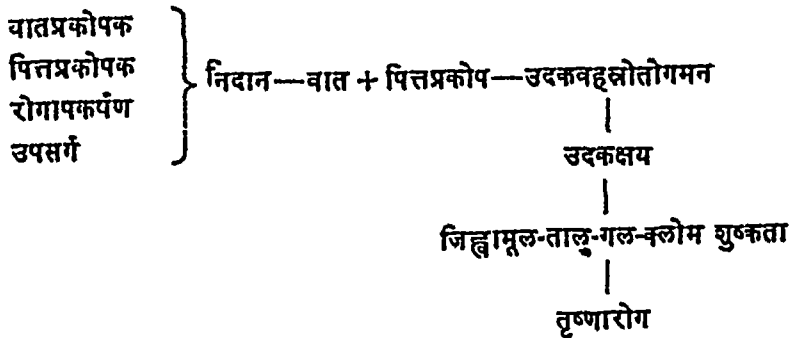 वातप्रकोपक
पित्तप्रकोपक
रोगापकर्षण
उपसर्ग
निदान—वात + पित्तप्रकोप—उदकवहस्रोतोगमन
उदकक्षय
जिह्वामूल-तालु-गल-क्लोम शुष्कता
तृष्णारोग